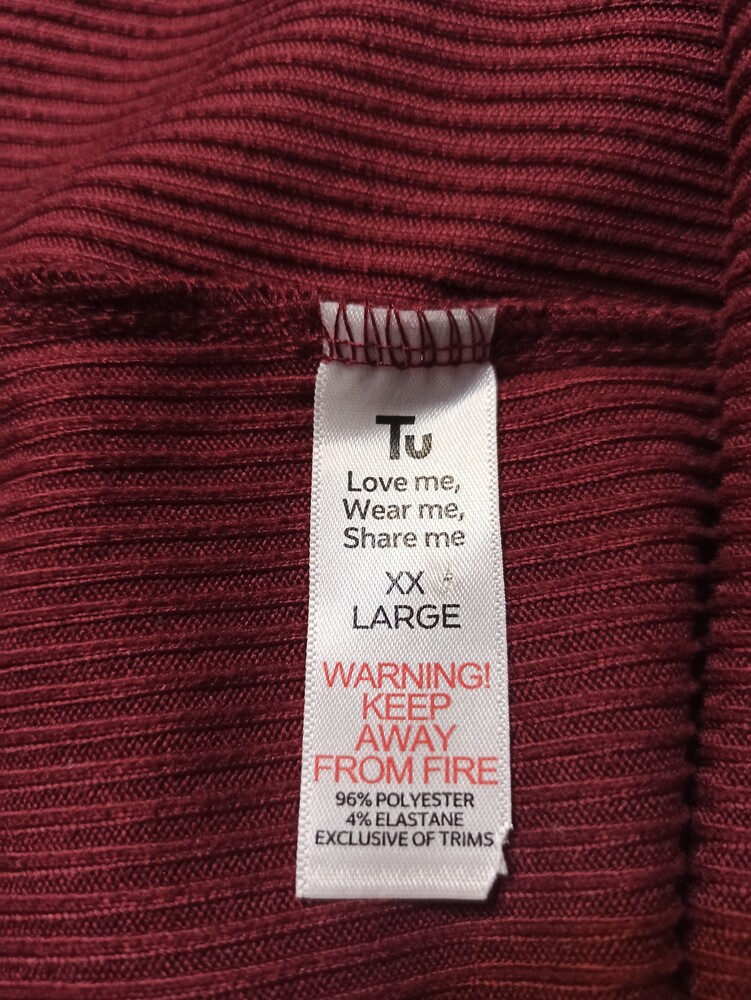 Tu
Love me,
Wear me,
Share me
XX
LARGE
WARNING!
KEEP
AWAY
FROM FIRE
96% POLYESTER
4% ELASTANE
EXCLUSIVE OF TRIMS